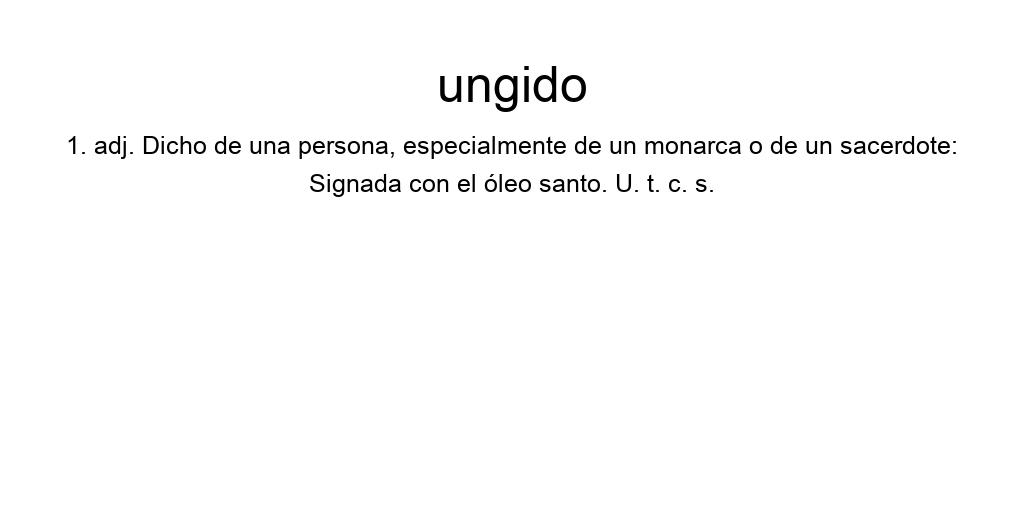 ungido
1. adj. Dicho de una persona, especialmente de un monarca o de un sacerdote:
Signada con el óleo santo. U. t. c. s.